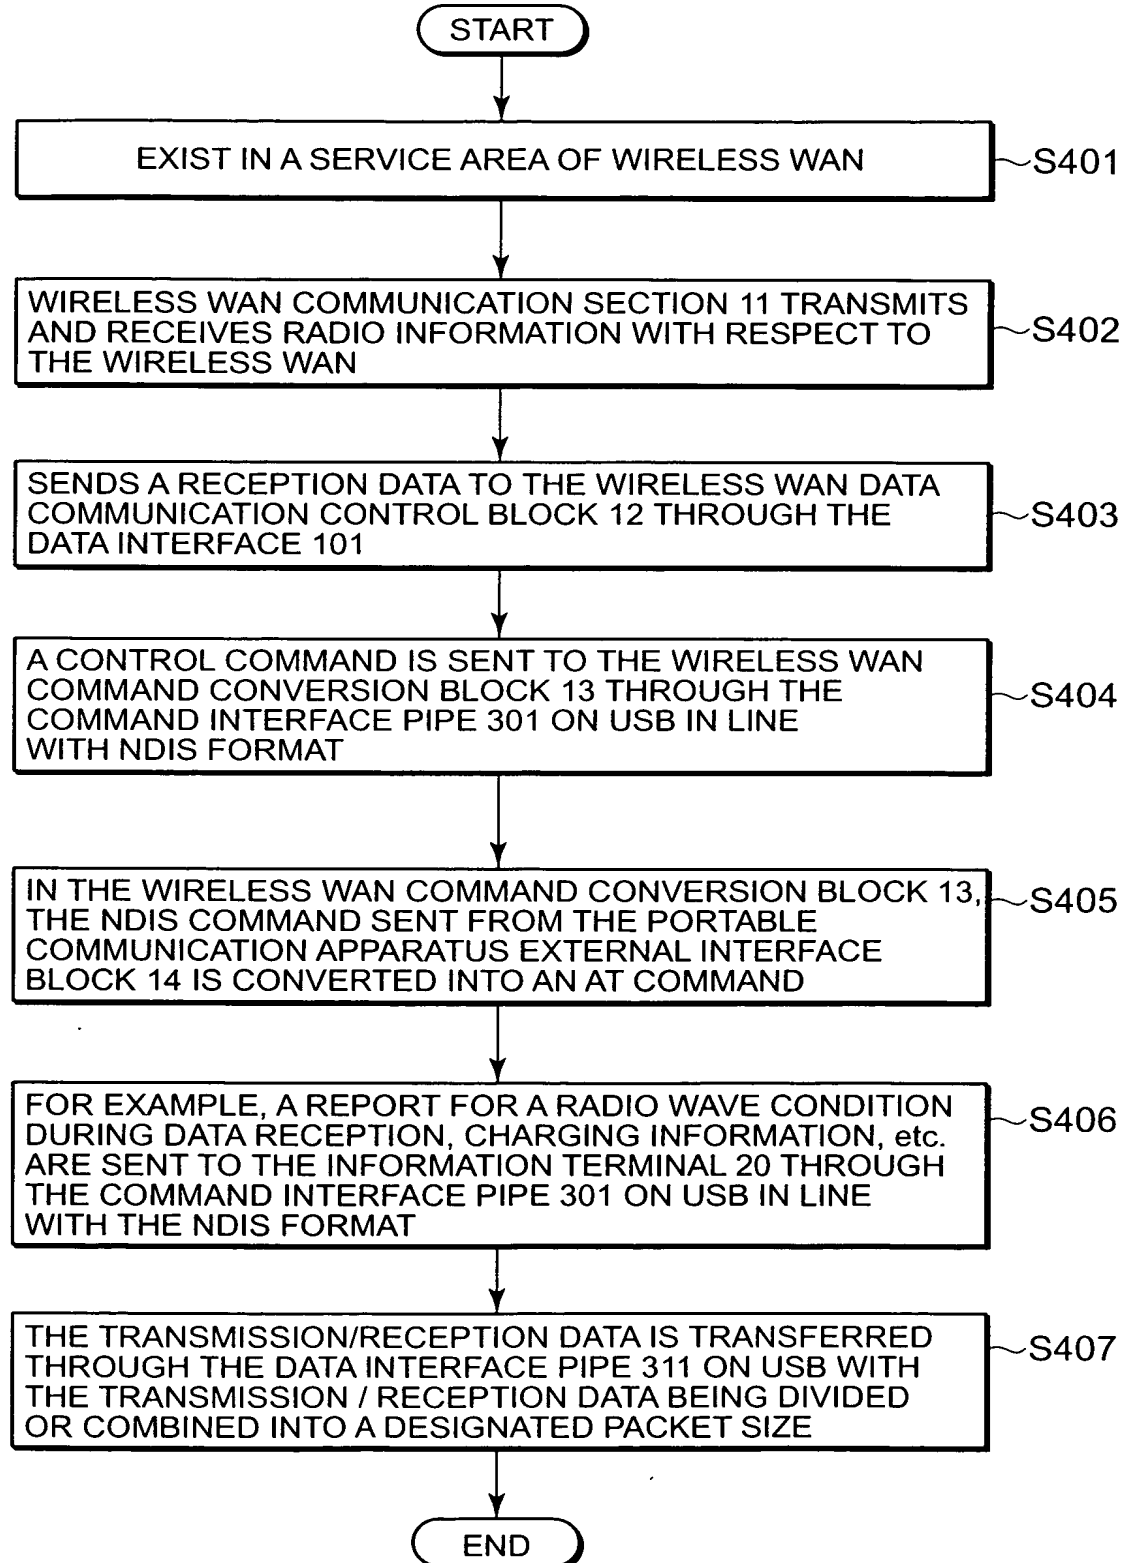 START
EXIST IN A SERVICE AREA OF WIRELESS WAN
S401
WIRELESS WAN COMMUNICATION SECTION 11 TRANSMITS
AND RECEIVES RADIO INFORMATION WITH RESPECT TO
THE WIRELESS WAN
S402
SENDS A RECEPTION DATA TO THE WIRELESS WAN DATA
COMMUNICATION CONTROL BLOCK 12 THROUGH THE
DATA INTERFACE 101
S403
A CONTROL COMMAND IS SENT TO THE WIRELESS WAN
COMMAND CONVERSION BLOCK 13 THROUGH THE
COMMAND INTERFACE PIPE 301 ON USB IN LINE
WITH NDIS FORMAT
S404
IN THE WIRELESS WAN COMMAND CONVERSION BLOCK 13,
THE NDIS COMMAND SENT FROM THE PORTABLE
COMMUNICATION APPARATUS EXTERNAL INTERFACE
BLOCK 14 IS CONVERTED INTO AN AT COMMAND
S405
FOR EXAMPLE, A REPORT FOR A RADIO WAVE CONDITION
DURING DATA RECEPTION, CHARGING INFORMATION, etc.
ARE SENT TO THE INFORMATION TERMINAL 20 THROUGH
THE COMMAND INTERFACE PIPE 301 ON USB IN LINE
WITH THE NDIS FORMAT
S406
THE TRANSMISSION/RECEPTION DATA IS TRANSFERRED
THROUGH THE DATA INTERFACE PIPE 311 ON USB WITH
THE TRANSMISSION / RECEPTION DATA BEING DIVIDED
OR COMBINED INTO A DESIGNATED PACKET SIZE
S407
END